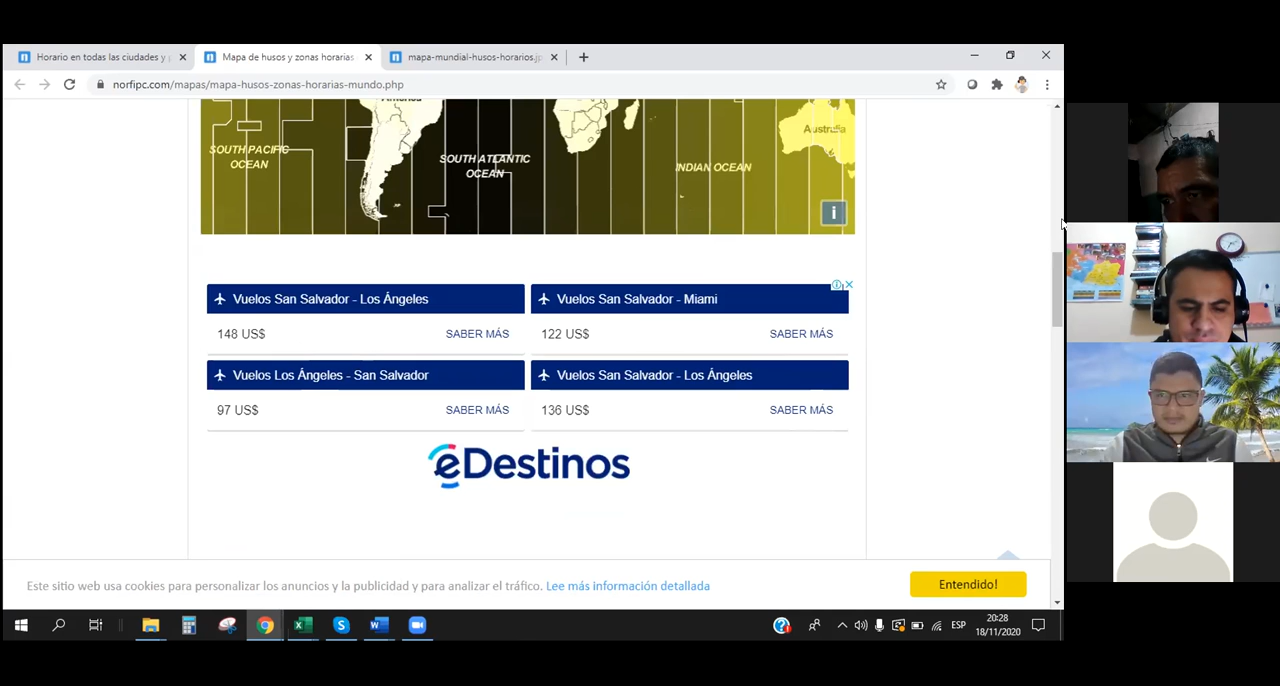 Horario en todas las ciudades y p
Mapa de husos y zonas horarias
mapa-mundial-husos-horarios.jp
norfipc.com/mapas/mapa-husos-zonas-horarias-mundo.php
America
Australia
SOUTH PACIFIC
OCEAN
SOUTH ATLANTIC
OCEAN
INDIAN OCEAN
i
Vuelos San Salvador - Los Ángeles
148 US$
SABER MÁS
Vuelos San Salvador - Miami
122 US$
SABER MÁS
Vuelos Los Ángeles - San Salvador
97 US$
SABER MÁS
Vuelos San Salvador - Los Ángeles
136 US$
SABER MÁS
eDestinos
Este sitio web usa cookies para personalizar los anuncios y la publicidad y para analizar el tráfico. Lee más información detallada
Entendido!
ESP
20:28
18/11/2020